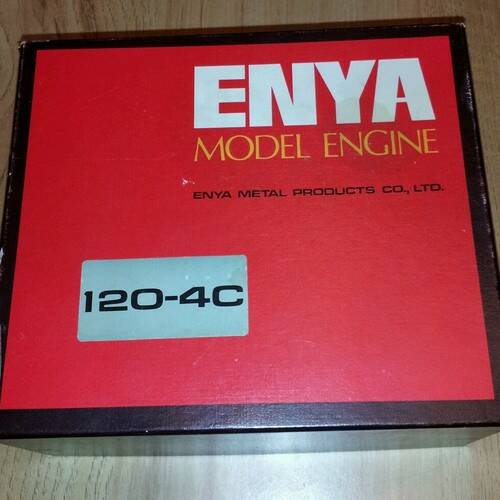 ENYA
MODEL ENGINE
ENYA METAL PRODUCTS CO., LTD.
120-4C